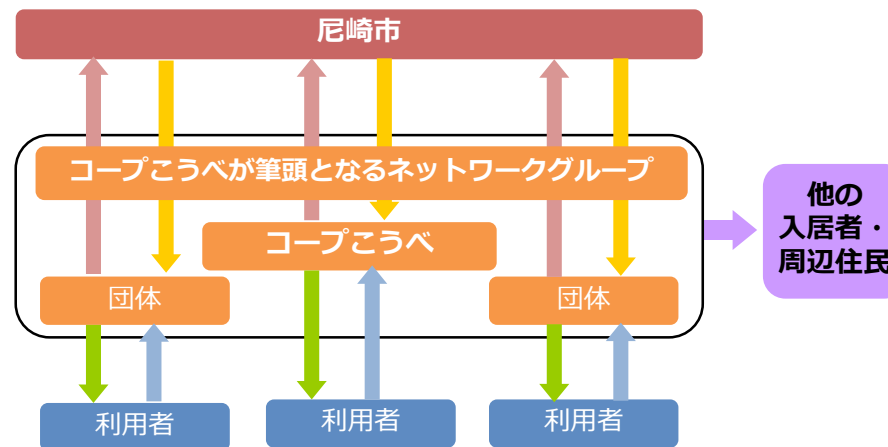 尼崎市
コープこうべが筆頭となるネットワークグループ
コープこうべ
団体
団体
利用者
利用者
利用者
他の
入居者・
周辺住民